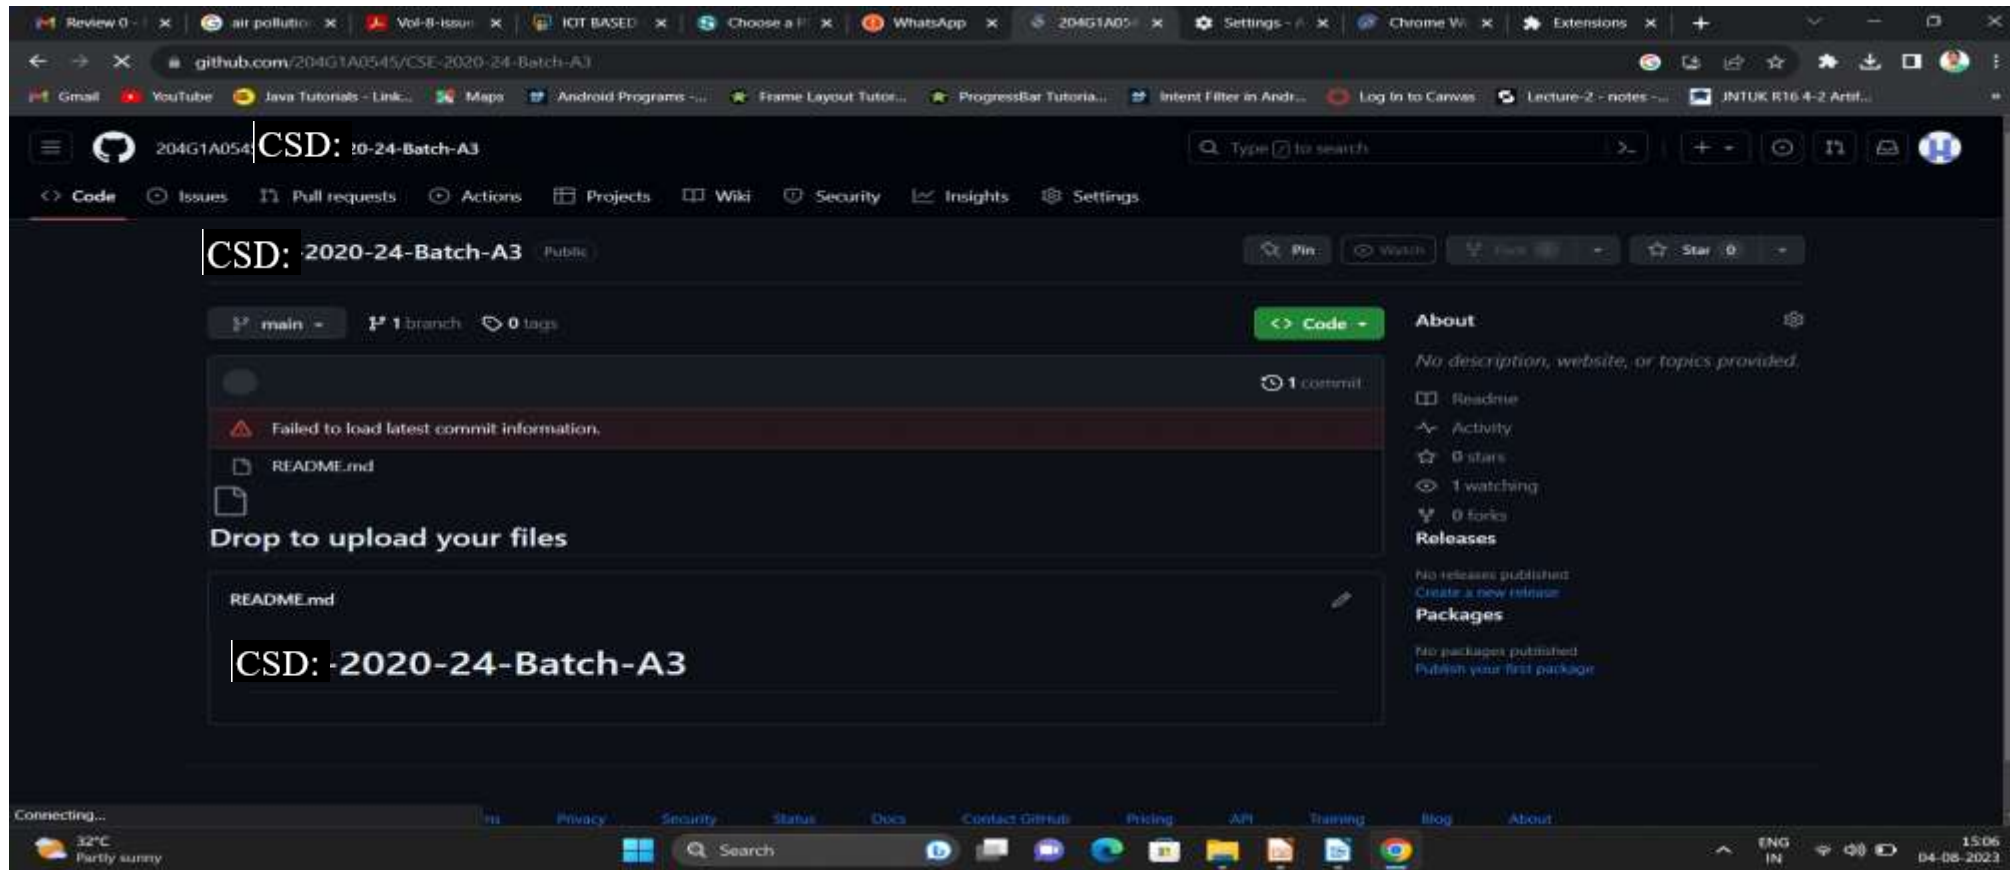 Review 0 -
air pollutio
Vol-8-issue
IOT BASED
Choose a P
WhatsApp
204G1A05
Settings - A
Chrome W
Extensions
github.com/204G1A0545/CSE-2020-24-Batch-A3
Gmail
YouTube
Java Tutorials - Link...
Maps
Android Programs -...
Frame Layout Tutor...
ProgressBar Tutoria...
Intent Filter in Andr...
Log in to Canvas
Lecture-2 - notes -...
JNTUK R16 4-2 Artif...
204G1A054 CSD: 20-24-Batch-A3
Type / to search
Code
Issues
Pull requests
Actions
Projects
Wiki
Security
Insights
Settings
CSD: -2020-24-Batch-A3
Public
Pin
Watch
Star 0
main
1 branch
0 tags
Code
About
No description, website, or topics provided.
1 commit
Failed to load latest commit information.
README.md
Drop to upload your files
Readme
Activity
0 stars
1 watching
0 forks
Releases
No releases published
Create a new release
Packages
No packages published
Publish your first package
README.md
CSD: -2020-24-Batch-A3
Connecting...
Privacy
Security
Status
Docs
Contact GitHub
Pricing
API
Training
Blog
About
32°C
Partly sunny
Search
ENG
IN
15:06
04-08-2023